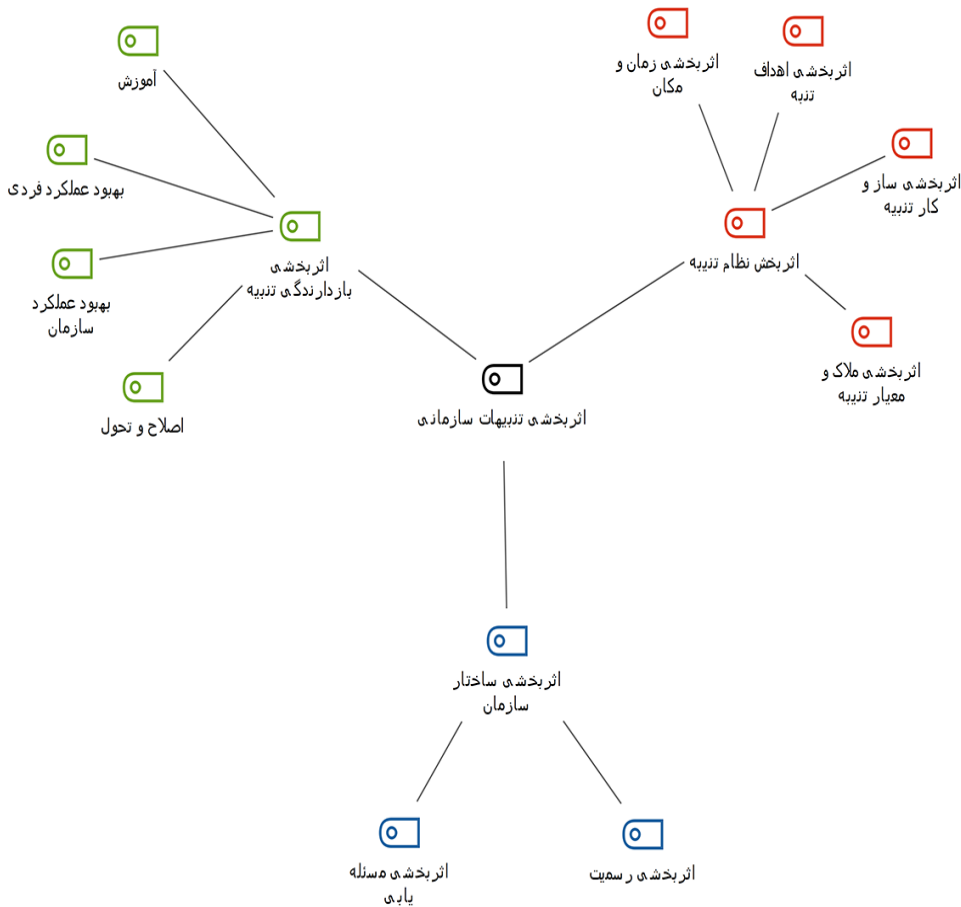 آموزش
بهبود عملکرد فردی
بهبود عملکرد
سازمان
اصلاح و تحول
اثربخشی
بازدارندگی تنبیه
اثربخشی زمان و
مکان
اثربخشی اهداف
تنبه
اثربخشی ساز و
کار تنبیه
اثربخش نظام تنیبه
اثربخشی ملاک و
معیار تنیبه
اثربخشی تنبیهات سازمانی
اثربخشی ساختار
سازمان
اثربخشی مسئله
یابی
اثربخشی رسمیت